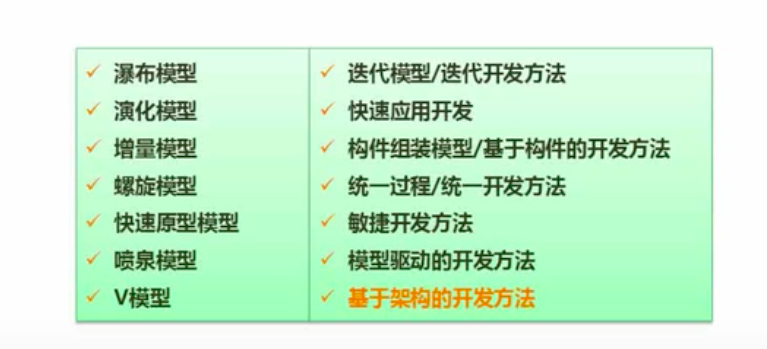 瀑布模型
演化模型
增量模型
螺旋模型
快速原型模型
喷泉模型
V模型
迭代模型/迭代开发方法
快速应用开发
构件组装模型/基于构件的开发方法
统一过程/统一开发方法
敏捷开发方法
模型驱动的开发方法
基于架构的开发方法